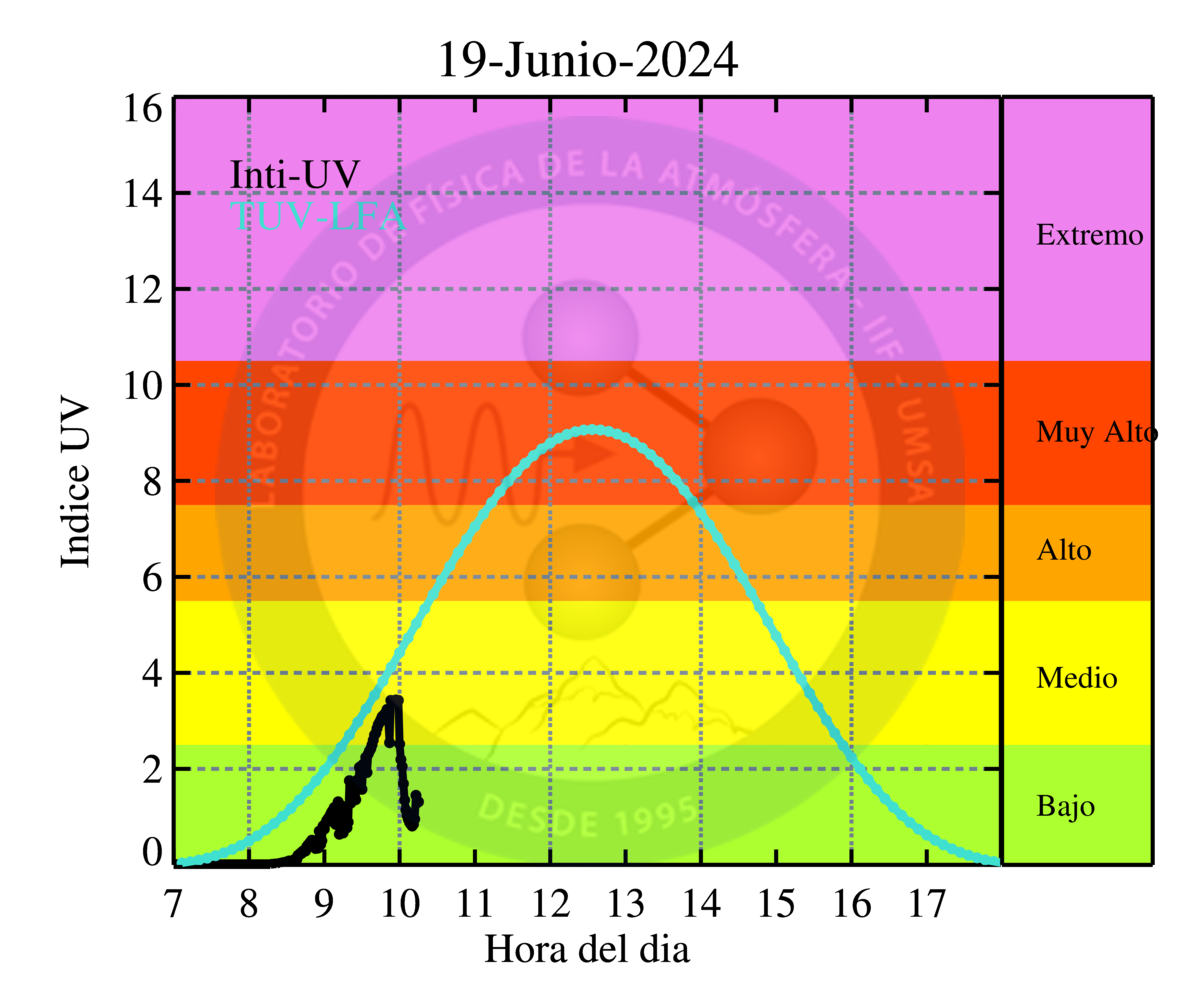 19-Junio-2024
Inti-UV
TUV-LFA
LABORATORIO DE FÍSICA DE LA ATMÓSFERA - IIF - UMSA
DESDE 1995
16
14
12
10
8
6
4
2
0
Indice UV
Extremo
Muy Alto
Alto
Medio
Bajo
7 8 9 10 11 12 13 14 15 16 17
Hora del dia